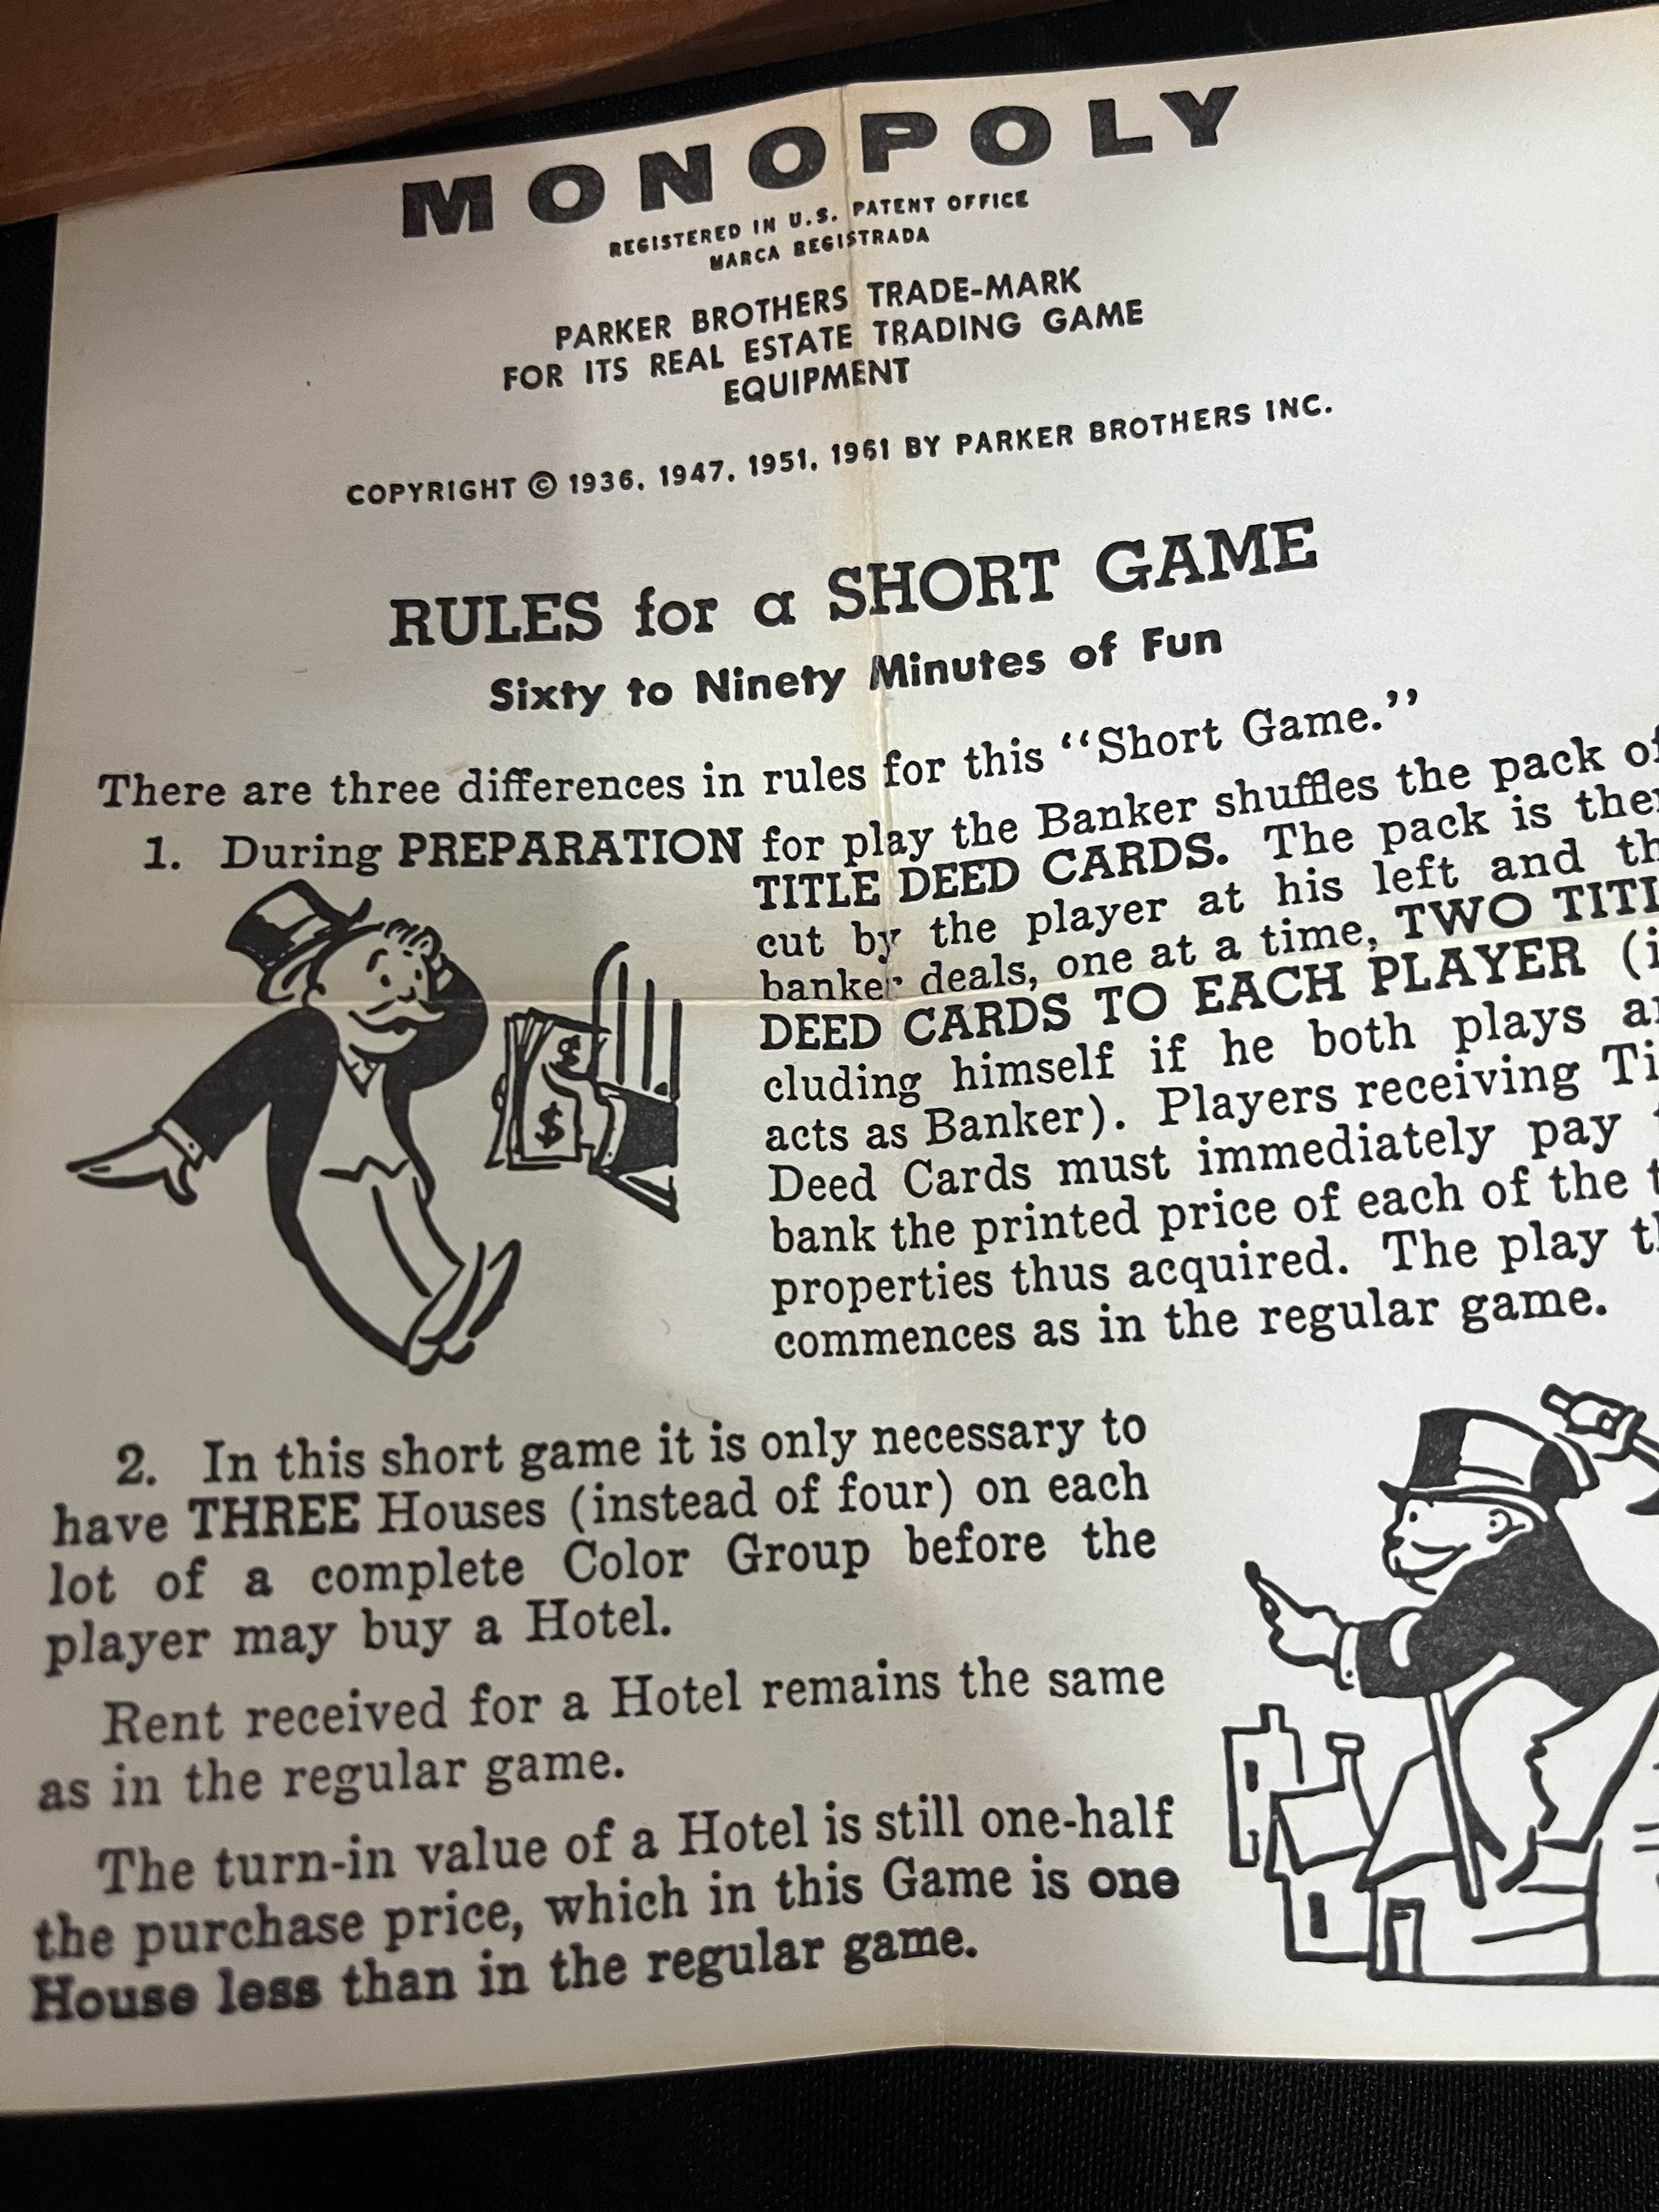 MONOPOLY
REGISTERED IN U.S. PATENT OFFICE
MARCA REGISTRADA
PARKER BROTHERS TRADE-MARK
FOR ITS REAL ESTATE TRADING GAME
EQUIPMENT
COPYRIGHT © 1936, 1947, 1951, 1961 BY PARKER BROTHERS INC.
RULES for a SHORT GAME
Sixty to Ninety Minutes of Fun
There are three differences in rules for this “Short Game.”
1. During PREPARATION for play the Banker shuffles the pack of
TITLE DEED CARDS. The pack is then
cut by the player at his left and th
banker deals, one at a time, TWO TITL
DEED CARDS TO EACH PLAYER (i
cluding himself if he both plays an
acts as Banker). Players receiving Ti
Deed Cards must immediately pay
bank the printed price of each of the t
properties thus acquired. The play th
commences as in the regular game.
$
$
2. In this short game it is only necessary to
have THREE Houses (instead of four) on each
lot of a complete Color Group before the
player may buy a Hotel.
Rent received for a Hotel remains the same
as in the regular game.
The turn-in value of a Hotel is still one-half
the purchase price, which in this Game is one
House less than in the regular game.